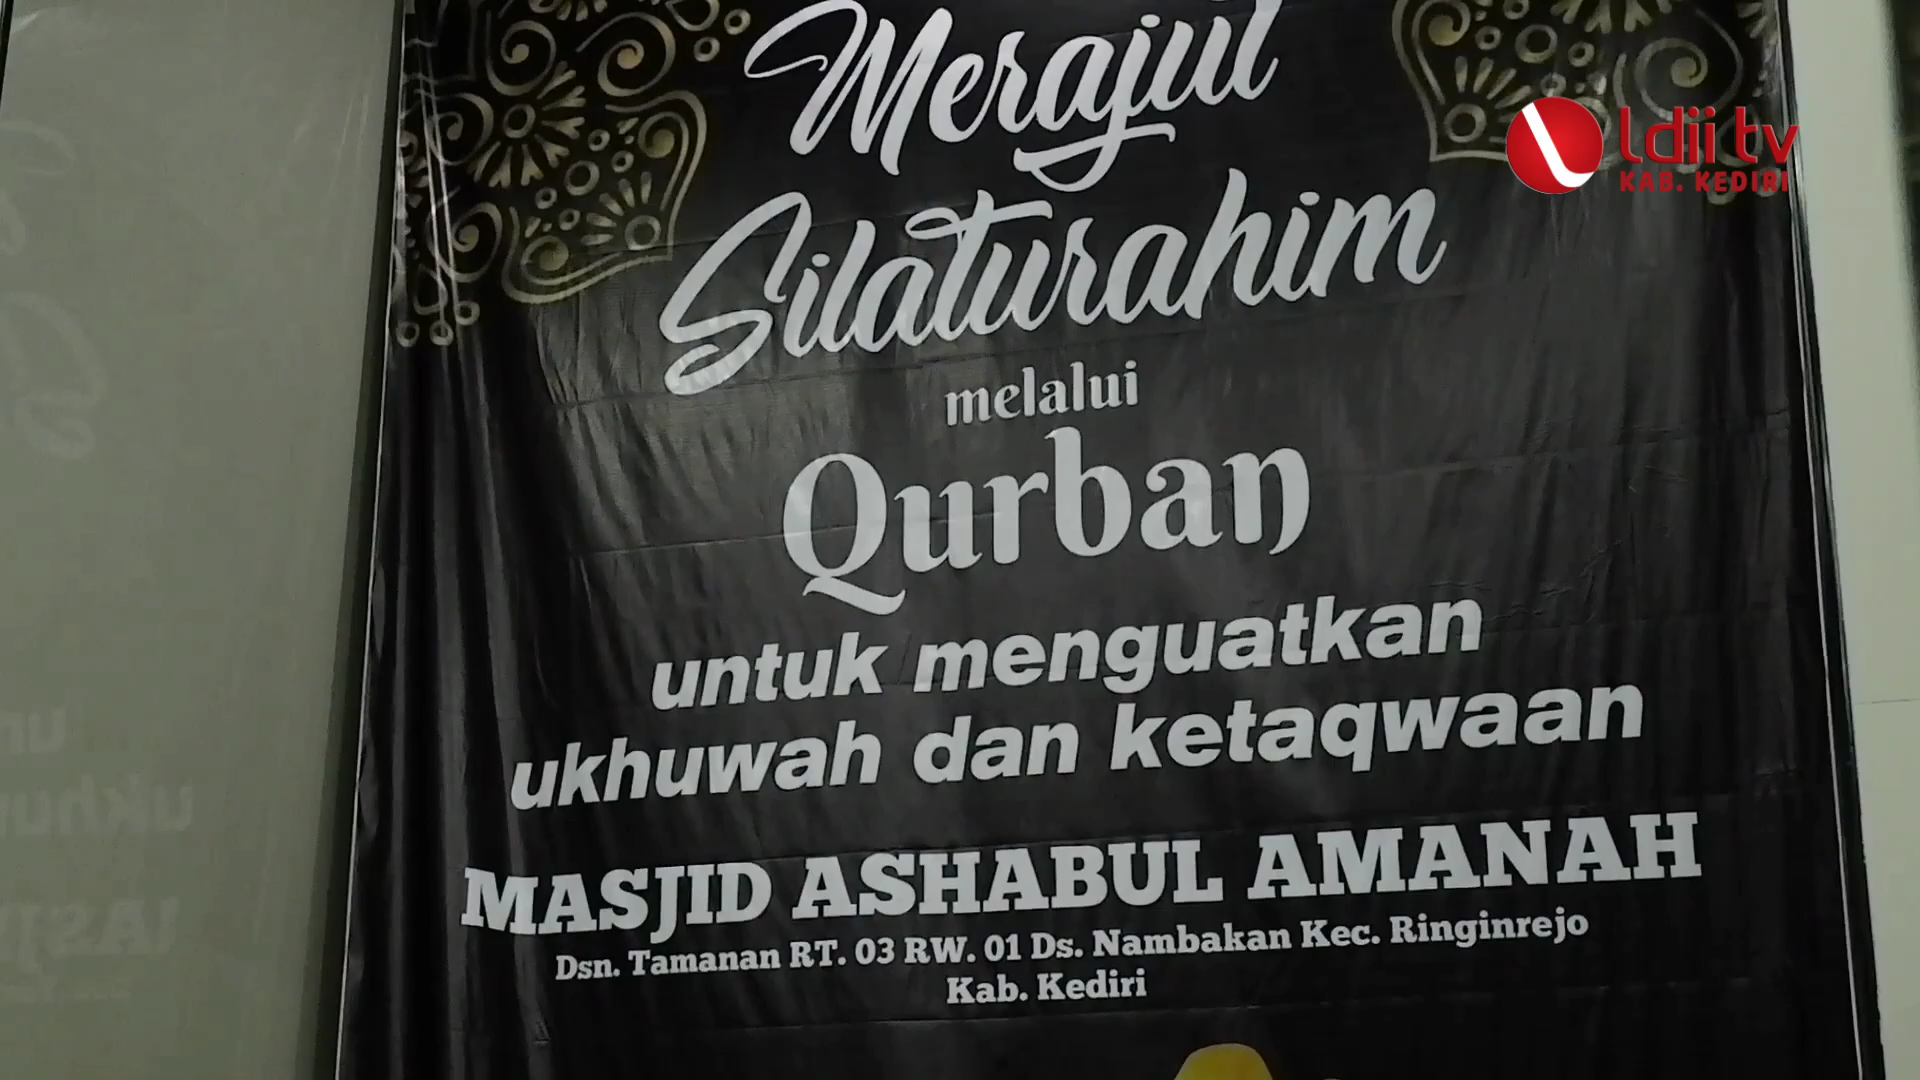 Merajut
ldii tv
KAB. KEDIRI
Silaturahim
melalui
Qurban
untuk menguatkan
ukhuwah dan ketaqwaan
MASJID ASHABUL AMANAH
Dsn. Tamanan RT. 03 RW. 01 Ds. Nambakan Kec. Ringinrejo
Kab. Kediri